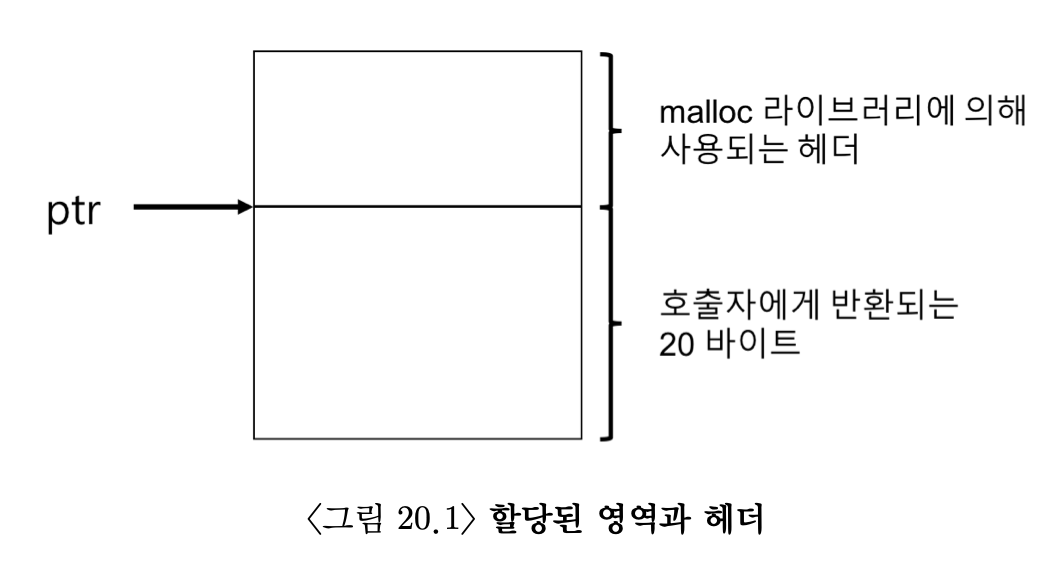 malloc 라이브러리에 의해
사용되는 헤더
ptr
호출자에게 반환되는
20 바이트
〈그림 20.1〉 할당된 영역과 헤더